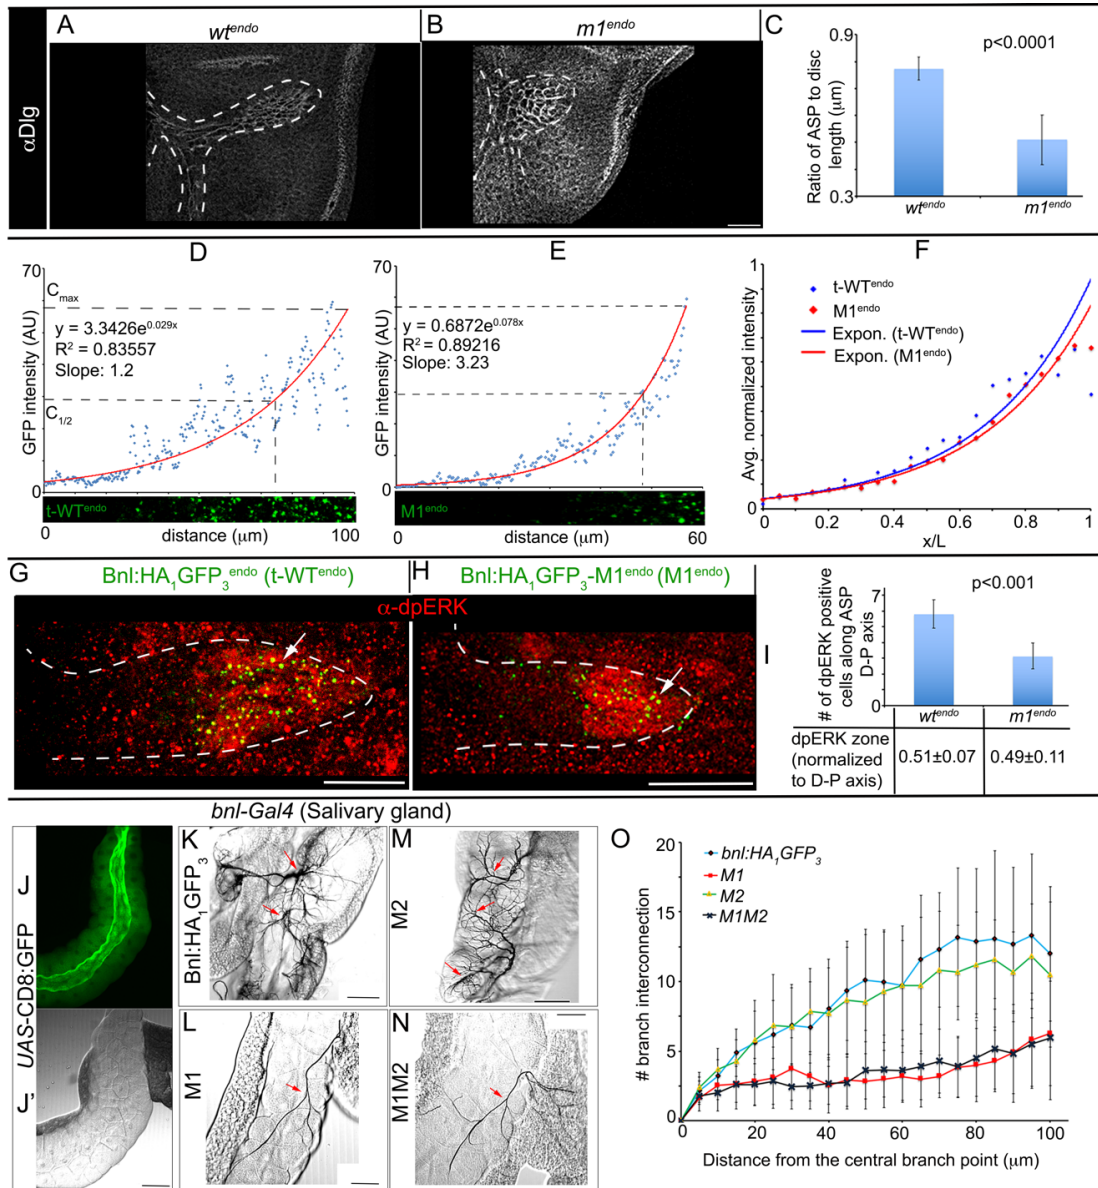 A
wt^endo
B
m1^endo
C
αDlg
0.9
p<0.0001
Ratio of ASP to disc
length (μm)
0.3
wt^endo
m1^endo
D
70
C_max
y = 3.3426e^0.029x
R² = 0.83557
Slope: 1.2
C_1/2
GFP intensity (AU)
0
t-WT^endo
0
distance (μm)
100
E
70
GFP intensity (AU)
y = 0.6872e^0.078x
R² = 0.89216
Slope: 3.23
0
M1^endo
0
distance (μm)
60
F
1
0.8
0.6
0.4
0.2
0
Avg. normalized intensity
t-WT^endo
M1^endo
Expon. (t-WT^endo)
Expon. (M1^endo)
0
0.2
0.4
0.6
0.8
1
x/L
G
Bnl:HA₁GFP₃^endo (t-WT^endo)
H
Bnl:HA₁GFP₃-M1^endo (M1^endo)
α-dpERK
I
7
p<0.001
# of dpERK positive
cells along ASP
D-P axis
0
wt^endo
m1^endo
dpERK zone
(normalized
to D-P axis)
0.51±0.07
0.49±0.11
bnl-Gal4 (Salivary gland)
J
J'
UAS-CD8:GFP
K
Bnl:HA₁GFP₃
L
M1
M
M2
N
M1M2
O
bnl:HA₁GFP₃
M1
M2
M1M2
# branch interconnection
20
15
10
5
0
0
20
40
60
80
100
Distance from the central branch point (μm)